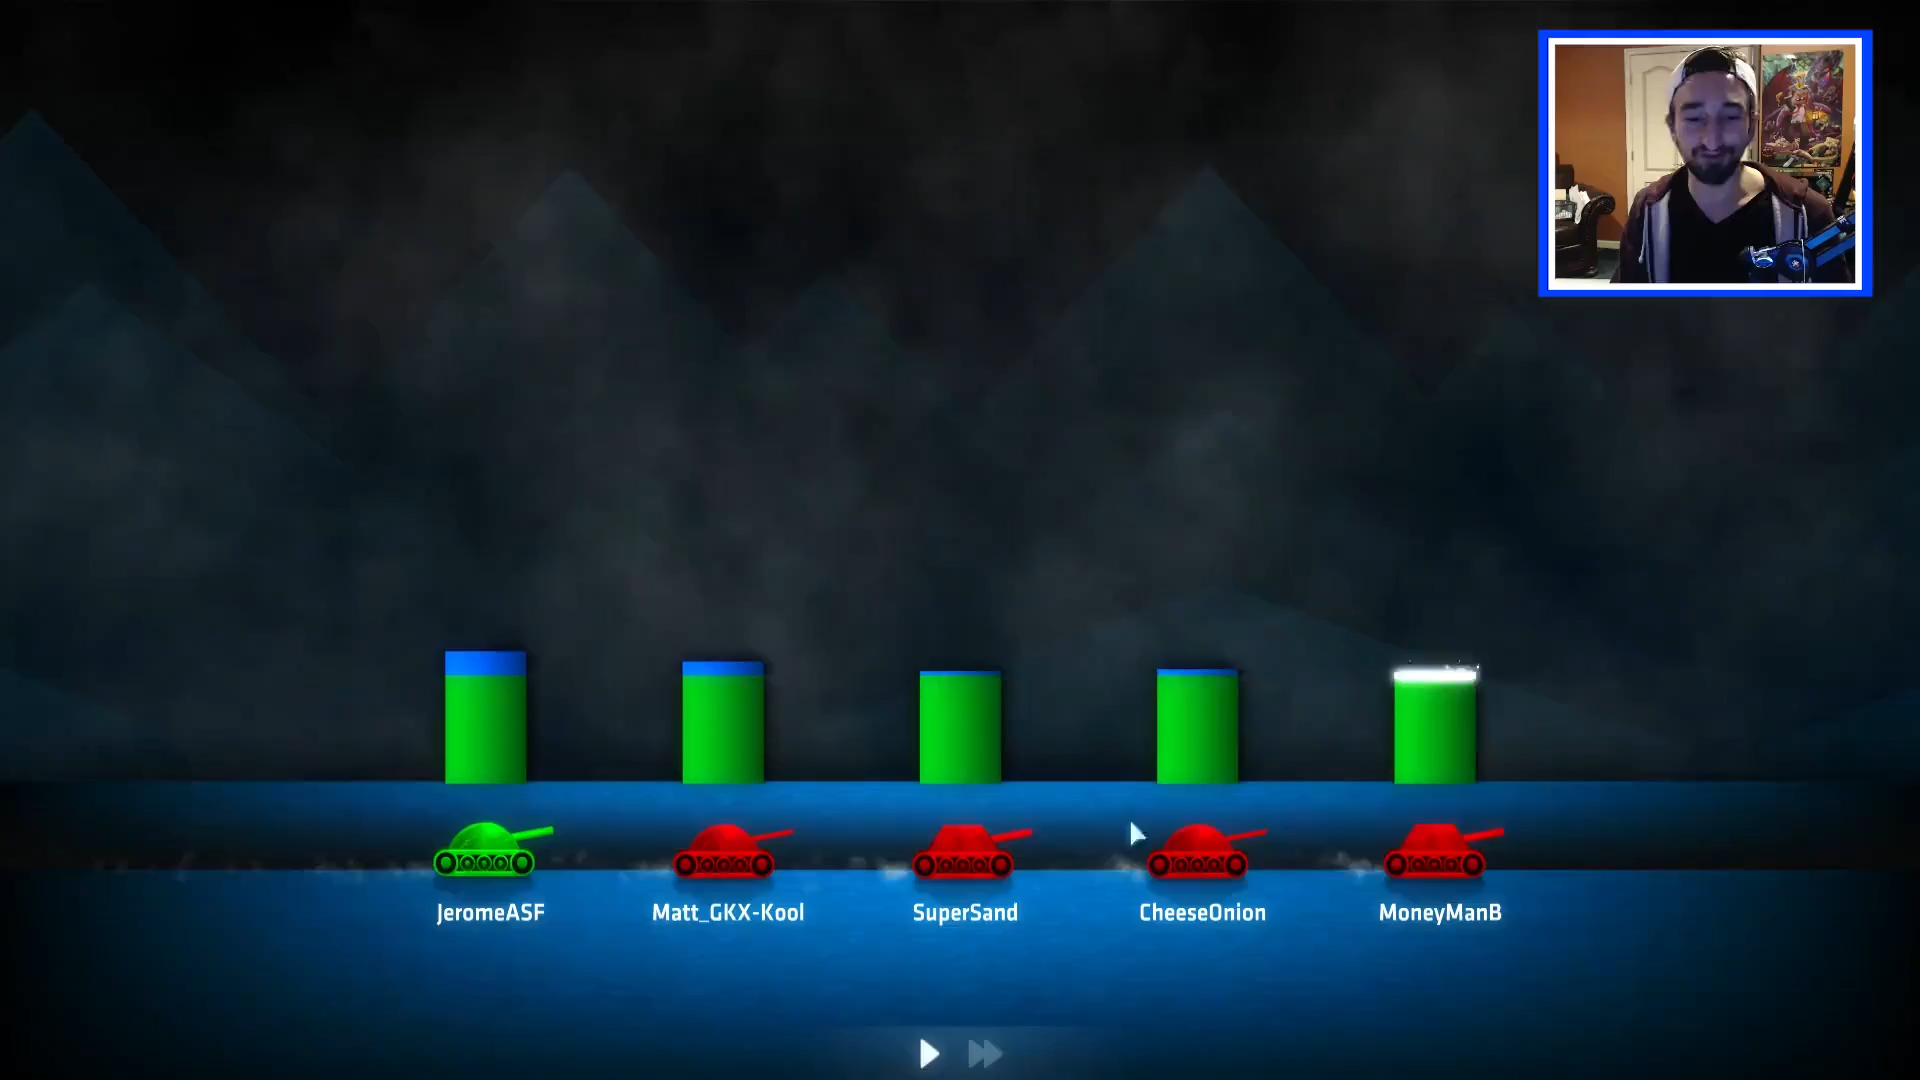 JeromeASF
Matt_GKX-Kool
SuperSand
CheeseOnion
MoneyManB